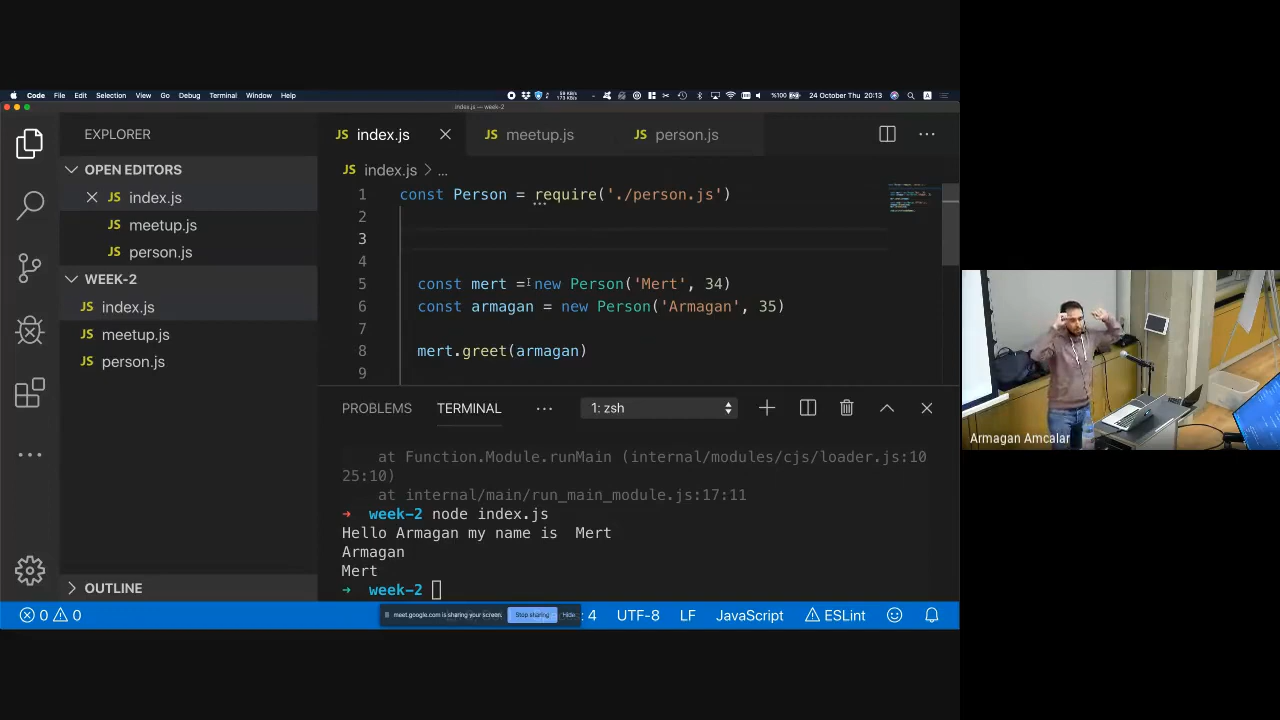 Code File Edit Selection View Go Debug Terminal Window Help
%100
24 October Thu 20:13
index.js — week-2
EXPLORER
OPEN EDITORS
JS index.js
JS meetup.js
JS person.js
WEEK-2
JS index.js
JS meetup.js
JS person.js
OUTLINE
JS index.js
JS meetup.js
JS person.js
JS index.js > ...
1 const Person = require('./person.js')
2
3
4
5 const mert = new Person('Mert', 34)
6 const armagan = new Person('Armagan', 35)
7
8 mert.greet(armagan)
9
PROBLEMS
TERMINAL
1: zsh
at Function.Module.runMain (internal/modules/cjs/loader.js:10
25:10)
at internal/main/run_main_module.js:17:11
➜ week-2 node index.js
Hello Armagan my name is  Mert
Armagan
Mert
➜ week-2
0 0
meet.google.com is sharing your screen.
Stop sharing
Hide
4
UTF-8
LF
JavaScript
ESLint
Armagan Amcalar